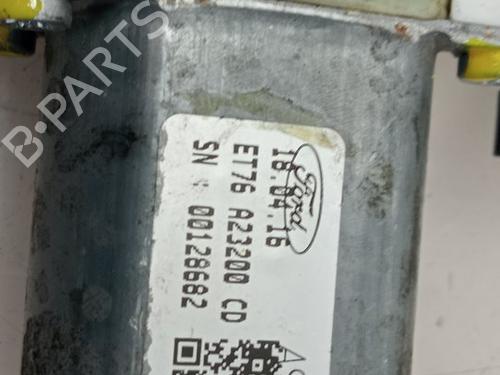 B-PARTS
Ford
18.04.16
ET76 A23200 CD
SN : 00128682